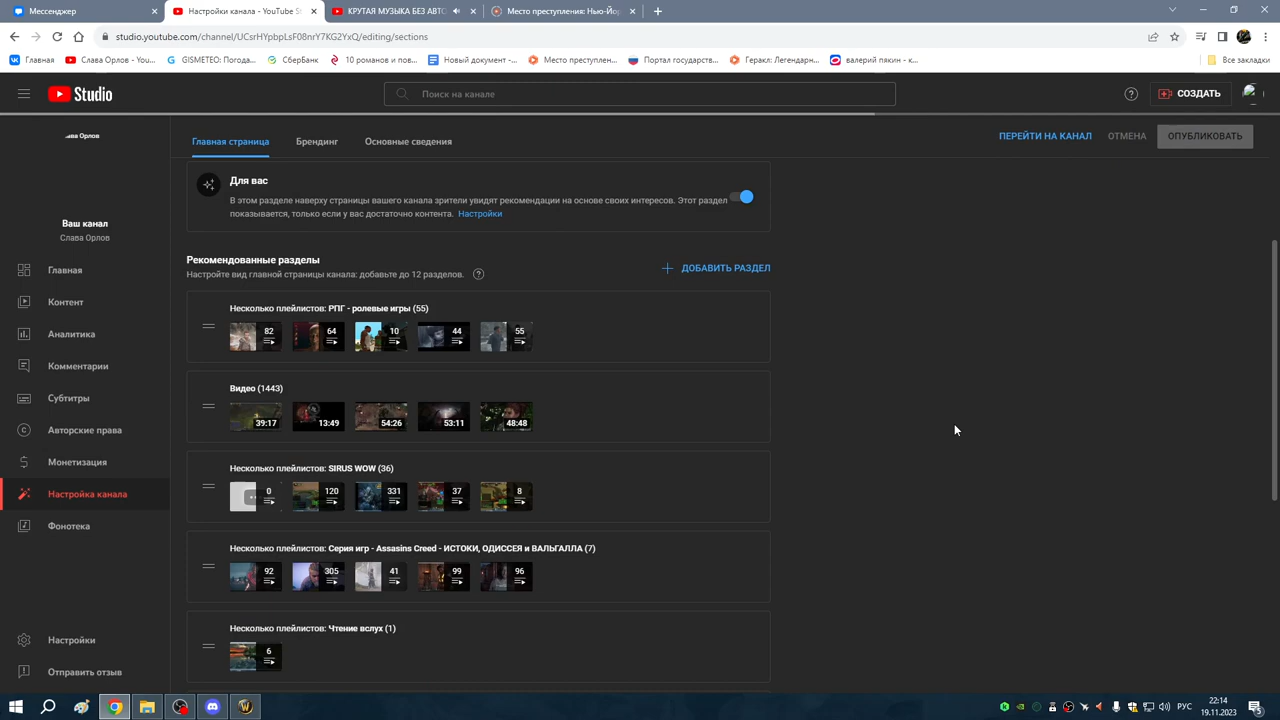 Мессенджер
Настройки канала - YouTube S
КРУТАЯ МУЗЫКА БЕЗ АВТО
Место преступления: Нью-Йор
studio.youtube.com/channel/UCsrHYpbpLsF08nrY7KG2YxQ/editing/sections
Главная
Слава Орлов - You...
GISMETEO: Погода...
СберБанк
10 романов и пов...
Новый документ -...
Место преступлен...
Портал государств...
Геракл: Легендарн...
валерий пякин - к...
Все закладки
Studio
Поиск на канале
СОЗДАТЬ
ава Орлов
Главная страница
Брендинг
Основные сведения
ПЕРЕЙТИ НА КАНАЛ
ОТМЕНА
ОПУБЛИКОВАТЬ
Ваш канал
Слава Орлов
Главная
Контент
Аналитика
Комментарии
Субтитры
Авторские права
Монетизация
Настройка канала
Фонотека
Настройки
Отправить отзыв
Для вас
В этом разделе наверху страницы вашего канала зрители увидят рекомендации на основе своих интересов. Этот раздел
показывается, только если у вас достаточно контента. Настройки
Рекомендованные разделы
Настройте вид главной страницы канала: добавьте до 12 разделов.
ДОБАВИТЬ РАЗДЕЛ
Несколько плейлистов: РПГ - ролевые игры (55)
82 64 10 44 55
Видео (1443)
39:17 13:49 54:26 53:11 48:48
Несколько плейлистов: SIRUS WOW (36)
0 120 331 37 8
Несколько плейлистов: Серия игр - Assasins Creed - ИСТОКИ, ОДИССЕЯ и ВАЛЬГАЛЛА (7)
92 305 41 99 96
Несколько плейлистов: Чтение вслух (1)
6
РУС
22:14
19.11.2023
5